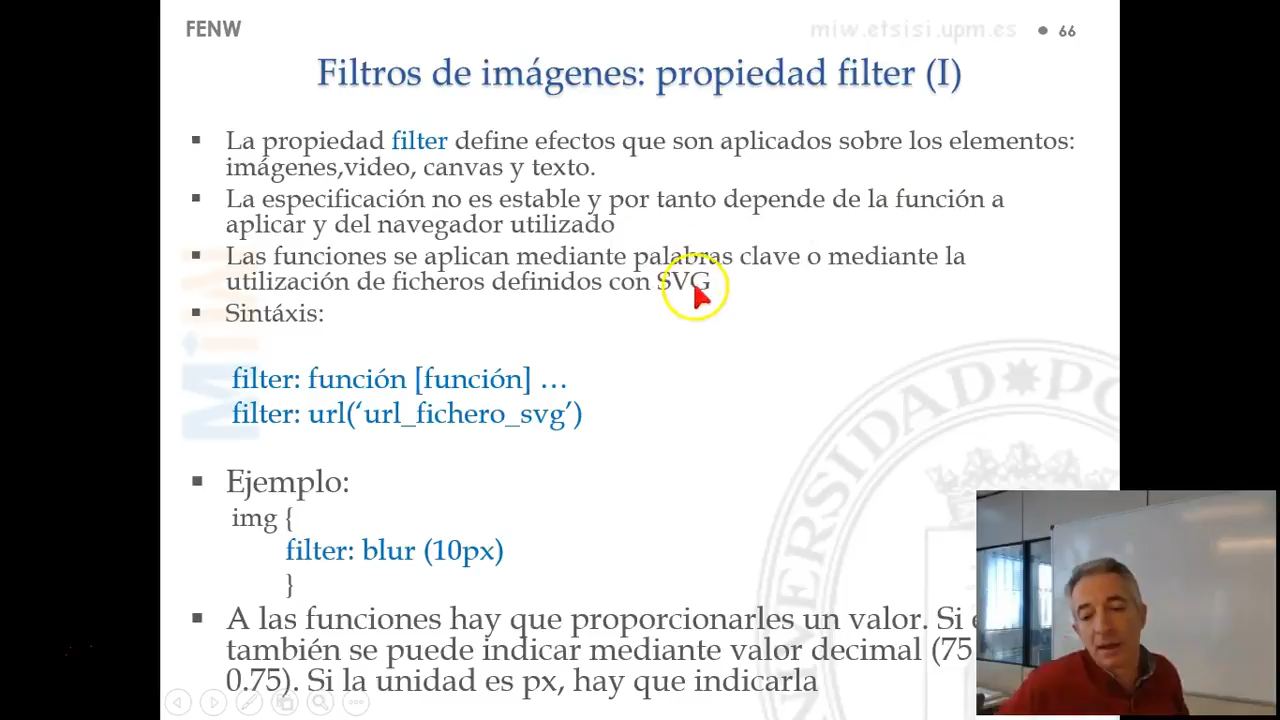 FENW
miw.etsisi.upm.es
66
Filtros de imágenes: propiedad filter (I)
▪ La propiedad filter define efectos que son aplicados sobre los elementos:
imágenes,video, canvas y texto.
▪ La especificación no es estable y por tanto depende de la función a
aplicar y del navegador utilizado
▪ Las funciones se aplican mediante palabras clave o mediante la
utilización de ficheros definidos con SVG
▪ Sintáxis:
filter: función [función] …
filter: url(‘url_fichero_svg’)
▪ Ejemplo:
img {
filter: blur (10px)
}
▪ A las funciones hay que proporcionarles un valor. Si
también se puede indicar mediante valor decimal (75
0.75). Si la unidad es px, hay que indicarla
MiW
UNIVERSIDAD PO